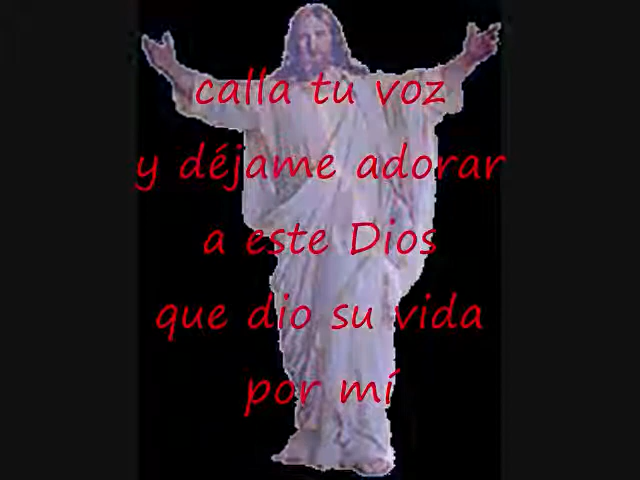 calla tu voz
y déjame adorar
a este Dios
que dio su vida
por mí